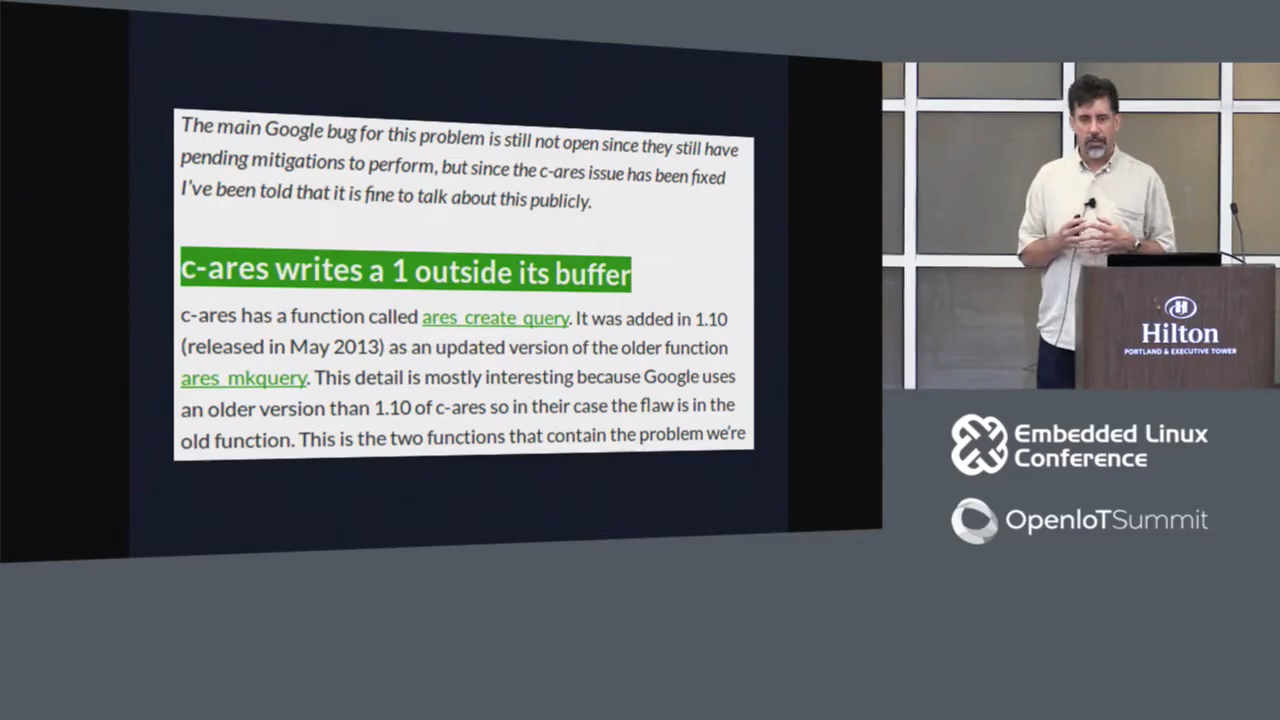 The main Google bug for this problem is still not open since they still have
pending mitigations to perform, but since the c-ares issue has been fixed
I've been told that it is fine to talk about this publicly.
c-ares writes a 1 outside its buffer
c-ares has a function called ares_create_query. It was added in 1.10
(released in May 2013) as an updated version of the older function
ares_mkquery. This detail is mostly interesting because Google uses
an older version than 1.10 of c-ares so in their case the flaw is in the
old function. This is the two functions that contain the problem we're
H
Hilton
PORTLAND & EXECUTIVE TOWER
Embedded Linux
Conference
OpenIoTSummit